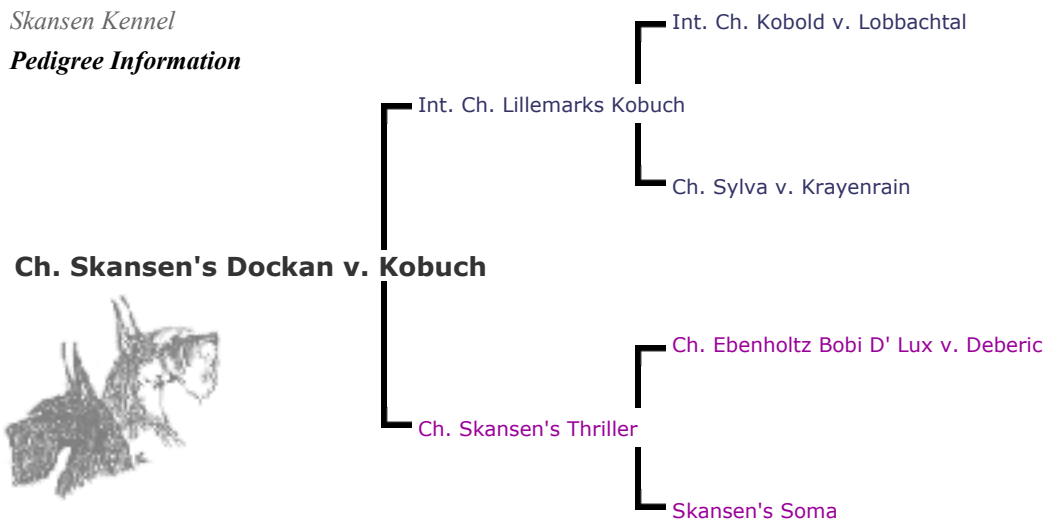 Skansen Kennel
Pedigree Information
Int. Ch. Kobold v. Lobbachtal
Int. Ch. Lillemarks Kobuch
Ch. Sylva v. Krayenrain
Ch. Skansen's Dockan v. Kobuch
Ch. Ebenholtz Bobi D' Lux v. Deberic
Ch. Skansen's Thriller
Skansen's Soma